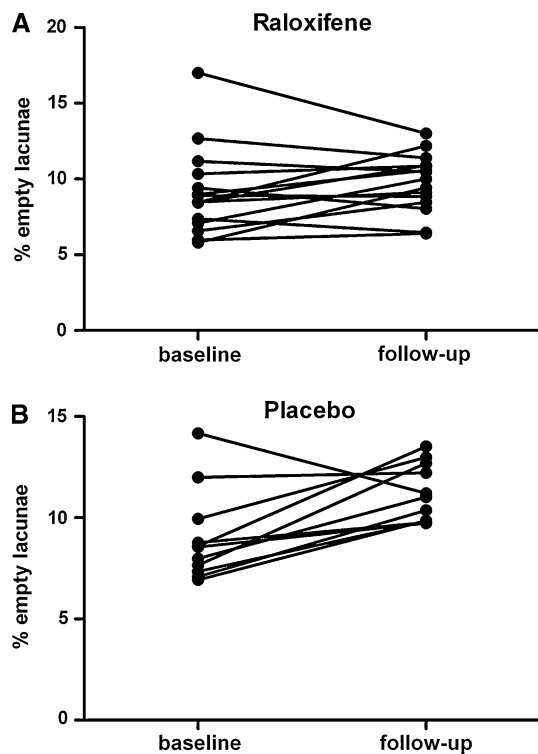 A
Raloxifene
20
15
10
5
0
% empty lacunae
baseline
follow-up
B
Placebo
15
10
5
0
% empty lacunae
baseline
follow-up